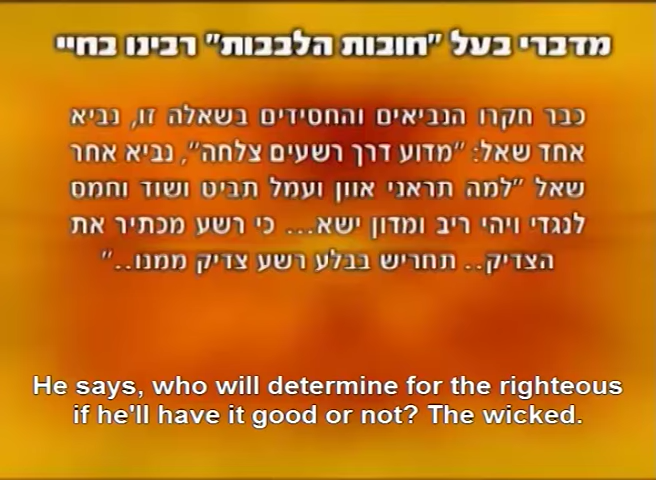 מדברי בעל "חובות הלבבות" רבינו בחיי
כבר חקרו הנביאים והחסידים בשאלה זו, נביא
אחד שאל: "מדוע דרך רשעים צלחה", נביא אחר
שאל "למה תראני אוון ועמל תביט ושוד וחמס
לנגדי ויהי ריב ומדון ישא... כי רשע מכתיר את
הצדיק.. תחריש בבלע רשע צדיק ממנו.."
He says, who will determine for the righteous
if he'll have it good or not? The wicked.